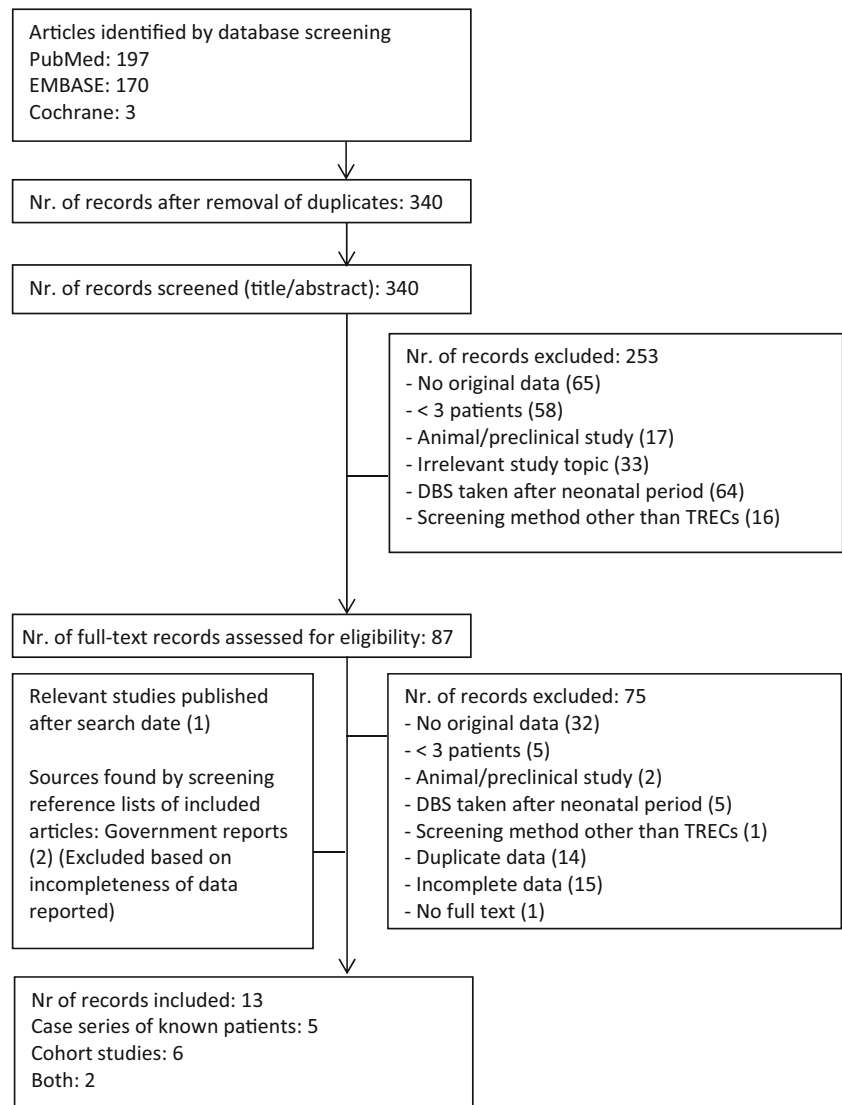 Articles identified by database screening
PubMed: 197
EMBASE: 170
Cochrane: 3
Nr. of records after removal of duplicates: 340
Nr. of records screened (title/abstract): 340
Nr. of records excluded: 253
- No original data (65)
- < 3 patients (58)
- Animal/preclinical study (17)
- Irrelevant study topic (33)
- DBS taken after neonatal period (64)
- Screening method other than TRECs (16)
Nr. of full-text records assessed for eligibility: 87
Relevant studies published
after search date (1)
Sources found by screening
reference lists of included
articles: Government reports
(2) (Excluded based on
incompleteness of data
reported)
Nr. of records excluded: 75
- No original data (32)
- < 3 patients (5)
- Animal/preclinical study (2)
- DBS taken after neonatal period (5)
- Screening method other than TRECs (1)
- Duplicate data (14)
- Incomplete data (15)
- No full text (1)
Nr of records included: 13
Case series of known patients: 5
Cohort studies: 6
Both: 2